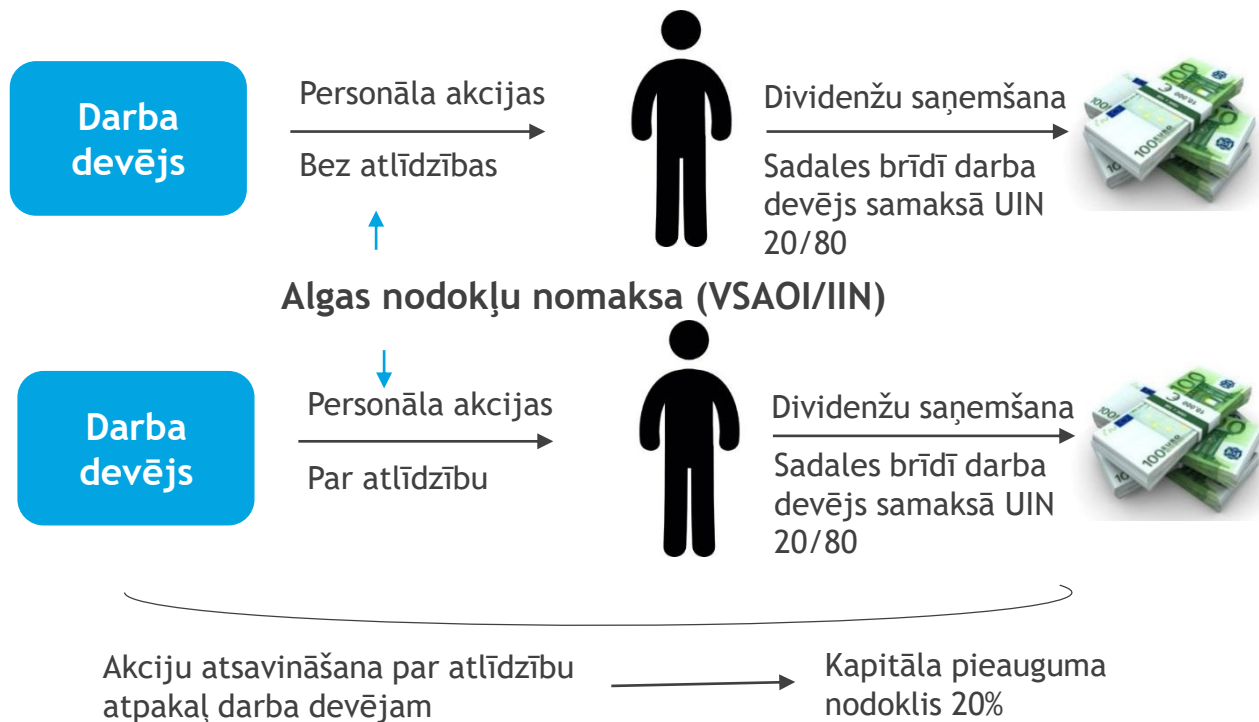 Darba
devējs
Personāla akcijas
Bez atlīdzības
Dividenžu saņemšana
Sadales brīdī darba
devējs samaksā UIN
20/80
Algas nodokļu nomaksa (VSAOI/IIN)
Darba
devējs
Personāla akcijas
Par atlīdzību
Dividenžu saņemšana
Sadales brīdī darba
devējs samaksā UIN
20/80
Akciju atsavināšana par atlīdzību
atpakaļ darba devējam
Kapitāla pieauguma
nodoklis 20%